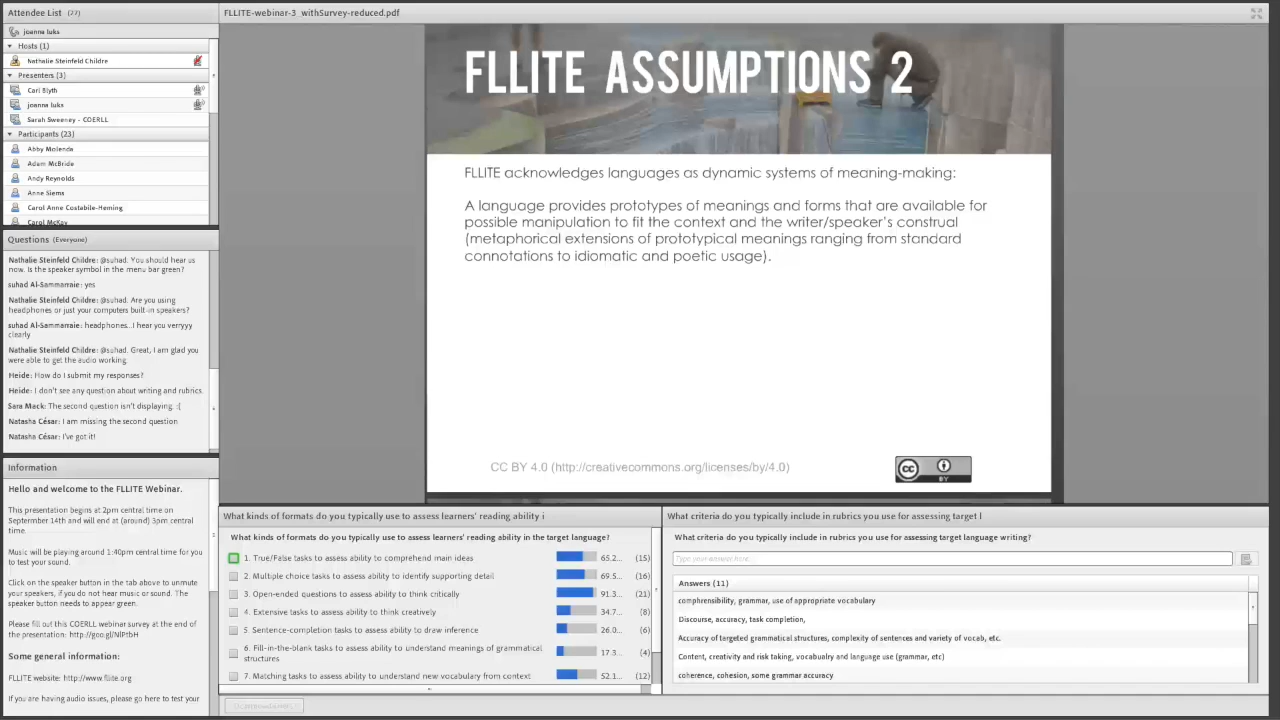 Attendee List (27)
joanna luks
Hosts (1)
Nathalie Steinfeld Childre
Presenters (3)
Carl Blyth
joanna luks
Sarah Sweeney - COERLL
Participants (23)
Abby Molenda
Adam McBride
Andy Reynolds
Anne Siems
Carol Anne Costabile-Heming
Carol McKay
Questions (Everyone)
Nathalie Steinfeld Childre: @suhad. You should hear us
now. Is the speaker symbol in the menu bar green?
suhad Al-Sammarraie: yes
Nathalie Steinfeld Childre: @suhad. Are you using
headphones or just your computers built-in speakers?
suhad Al-Sammarraie: headphones...I hear you verryyy
clearly
Nathalie Steinfeld Childre: @suhad. Great, I am glad you
were able to get the audio working.
Heide: How do I submit my responses?
Heide: I don't see any question about writing and rubrics.
Sara Mack: The second question isn't displaying. :(
Natasha César: I am missing the second question
Natasha César: I've got it!
Information
Hello and welcome to the FLLITE Webinar.
This presentation begins at 2pm central time on
September 14th and will end at (around) 3pm central
time.
Music will be playing around 1:40pm central time for you
to test your sound.
Click on the speaker button in the tab above to unmute
your speakers, if you do not hear music or sound. The
speaker button needs to appear green.
Please fill out this COERLL webinar survey at the end of
the presentation: http://goo.gl/NlPtbH
Some general information:
FLLITE website: http://www.fllite.org
If you are having audio issues, please go here to test your
FLLITE-webinar-3_withSurvey-reduced.pdf
FLLITE ASSUMPTIONS 2
FLLITE acknowledges languages as dynamic systems of meaning-making:
A language provides prototypes of meanings and forms that are available for
possible manipulation to fit the context and the writer/speaker's construal
(metaphorical extensions of prototypical meanings ranging from standard
connotations to idiomatic and poetic usage).
CC BY 4.0 (http://creativecommons.org/licenses/by/4.0)
cc
BY
What kinds of formats do you typically use to assess learners' reading ability i
What kinds of formats do you typically use to assess learners' reading ability in the target language?
1. True/False tasks to assess ability to comprehend main ideas 65.2... (15)
2. Multiple choice tasks to assess ability to identify supporting detail 69.5... (16)
3. Open-ended questions to assess ability to think critically 91.3... (21)
4. Extensive tasks to assess ability to think creatively 34.7... (8)
5. Sentence-completion tasks to assess ability to draw inference 26.0... (6)
6. Fill-in-the-blank tasks to assess ability to understand meanings of grammatical
structures 17.3... (4)
7. Matching tasks to assess ability to understand new vocabulary from context 52.1... (12)
What criteria do you typically include in rubrics you use for assessing target l
What criteria do you typically include in rubrics you use for assessing target language writing?
Type your answer here...
Answers (11)
comphrensibility, grammar, use of appropriate vocabulary
Discourse, accuracy, task completion,
Accuracy of targeted grammatical structures, complexity of sentences and variety of vocab, etc.
Content, creativity and risk taking, vocabualry and language use (grammar, etc)
coherence, cohesion, some grammar accuracy